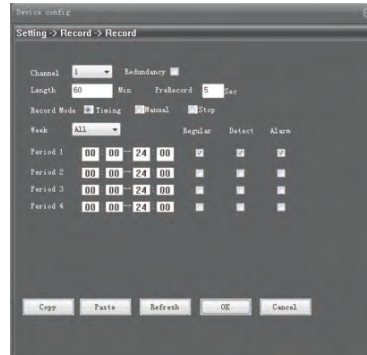 Device config
Setting -> Record -> Record
Channel 1 Redundancy
Length 60 Min PreRecord 5 Sec
Record Mode Timing Manual Stop
Week All Regular Detect Alarm
Period 1 00 00 24 00
Period 2 00 00 24 00
Period 3 00 00 24 00
Period 4 00 00 24 00
Copy Paste Refresh OK Cancel